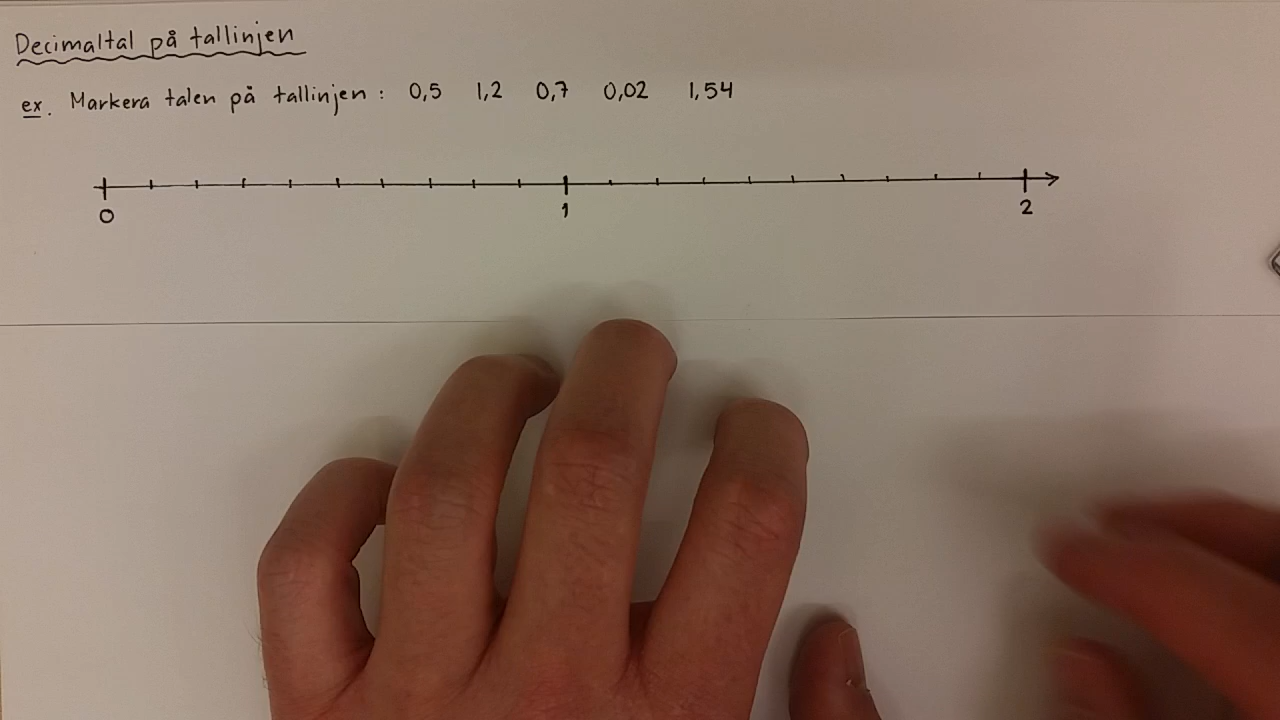 Decimaltal på tallinjen
ex. Markera talen på tallinjen : 0,5 1,2 0,7 0,02 1,54
0 1 2